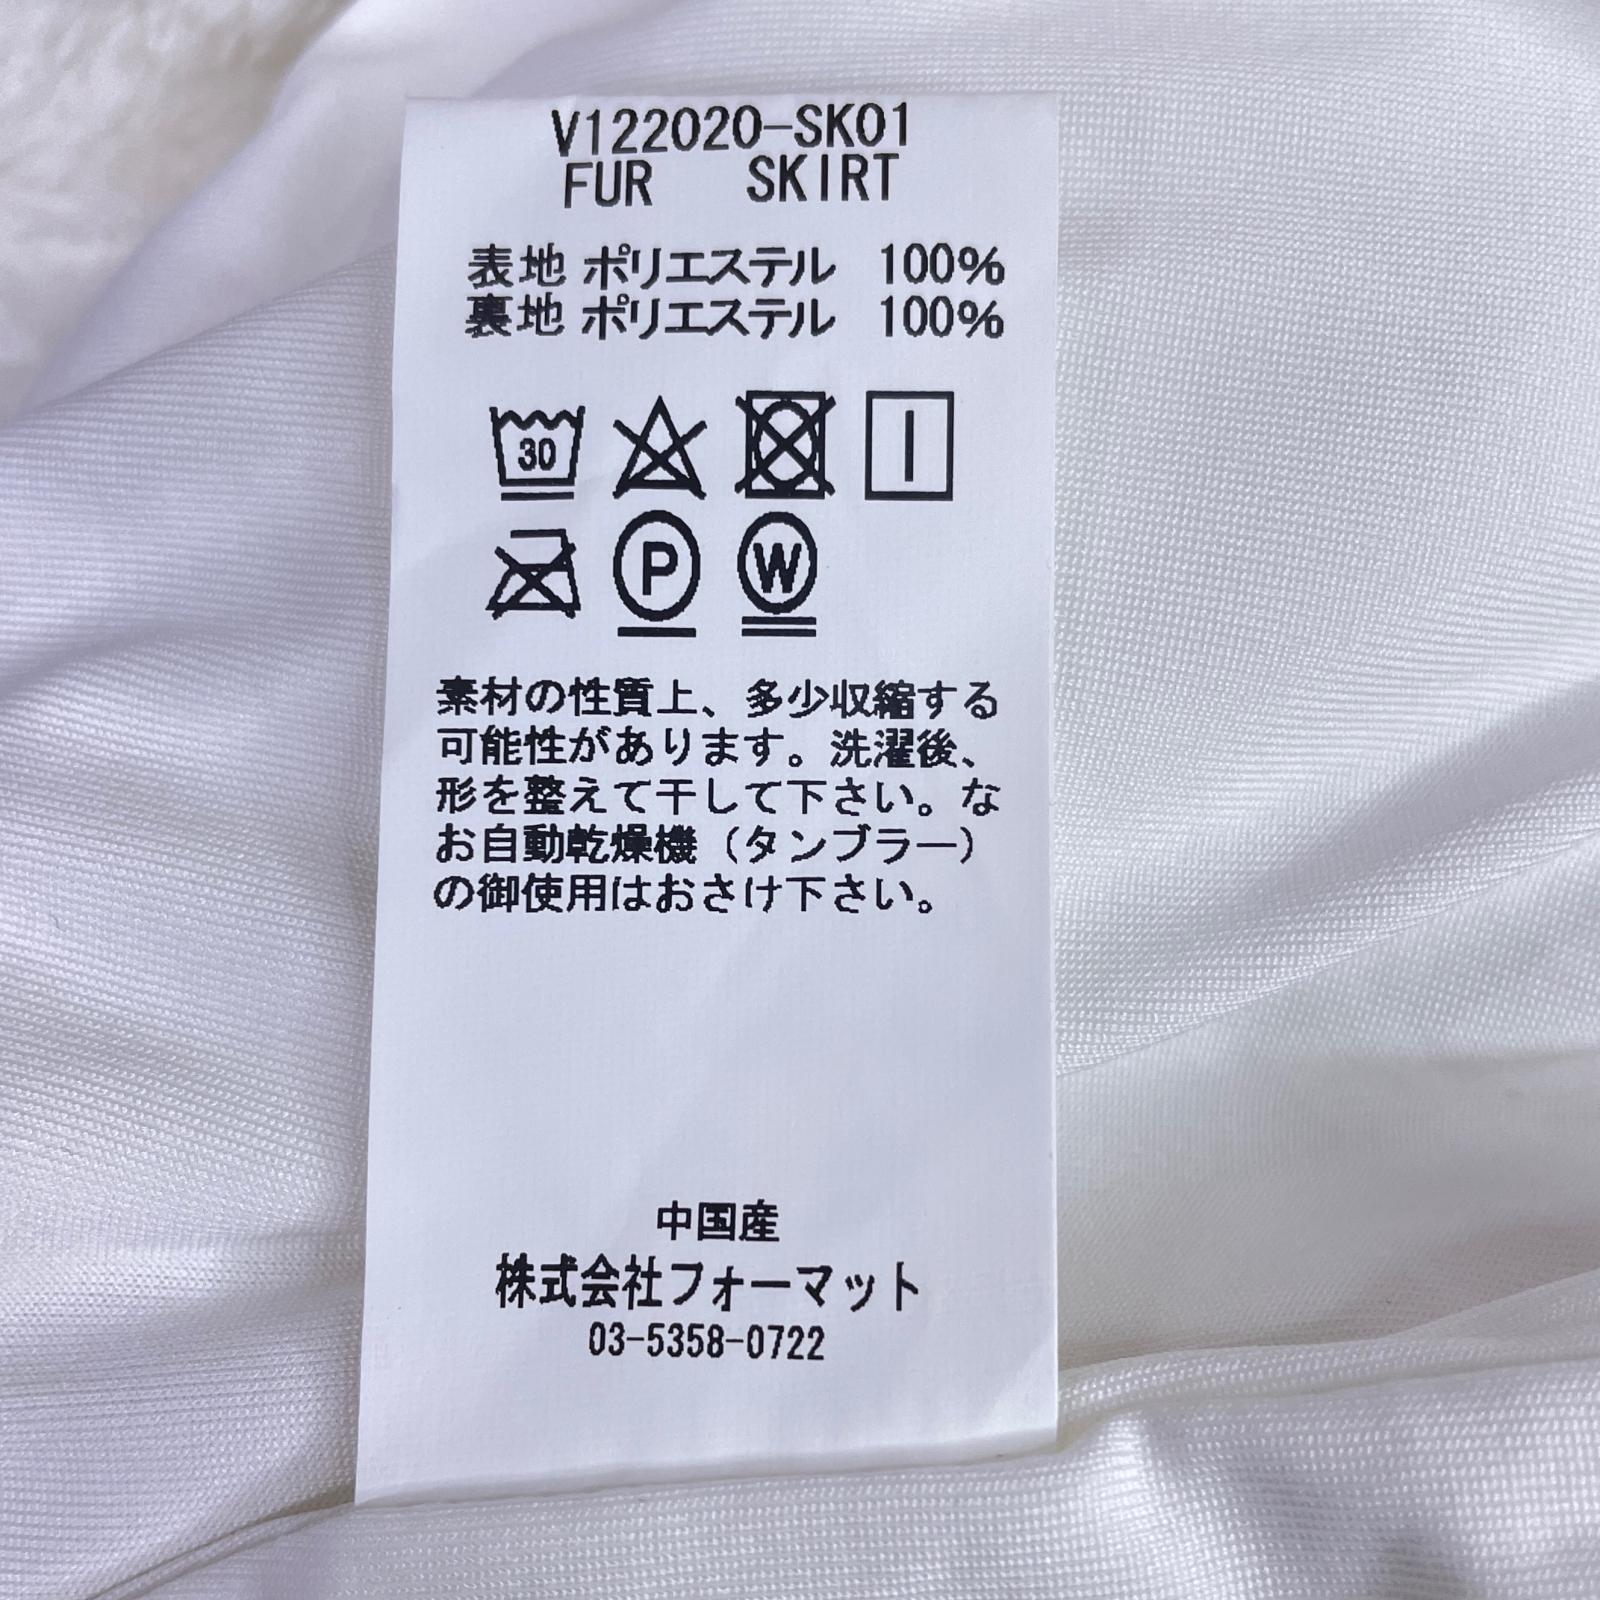 V122020-SK01
FUR SKIRT
表地 ポリエステル 100%
裏地 ポリエステル 100%
30
P
W
素材の性質上、多少収縮する
可能性があります。洗濯後、
形を整えて干して下さい。な
お自動乾燥機（タンブラー）
の御使用はおさけ下さい。
中国産
株式会社フォーマット
03-5358-0722